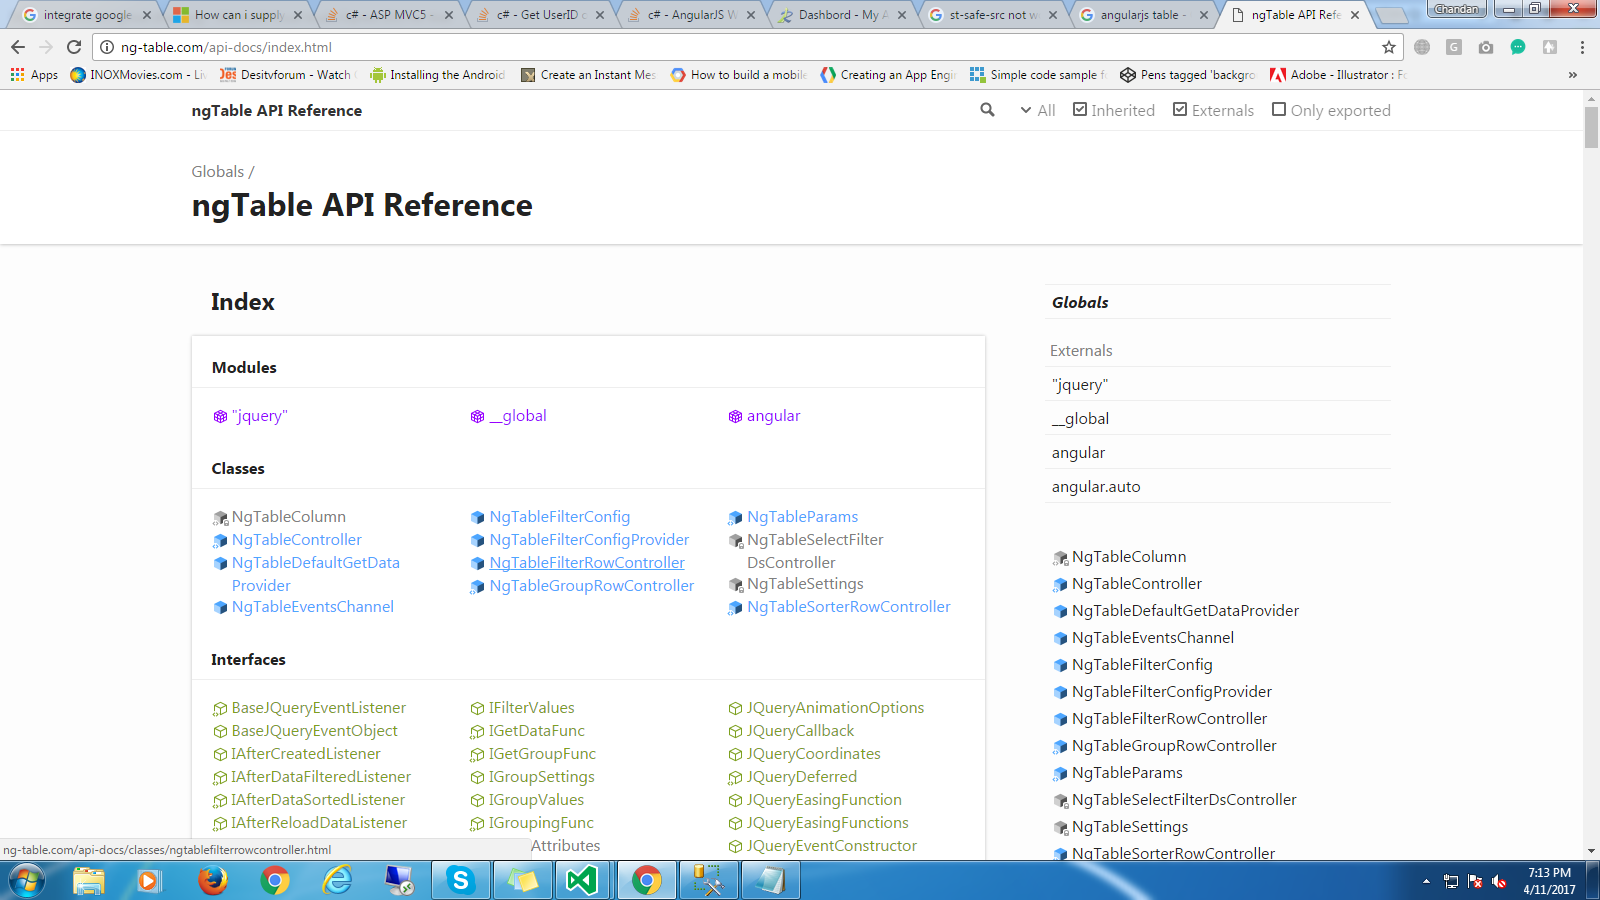 integrate google
How can i supply
c# - ASP MVC5 -
c# - Get UserID
c# - AngularJS W
Dashbord - My A
st-safe-src not w
angularjs table -
ngTable API Refe
Chandan
ng-table.com/api-docs/index.html
Apps
INOXMovies.com - Li
Desitvforum - Watch
Installing the Android
Create an Instant Mes
How to build a mobile
Creating an App Engi
Simple code sample f
Pens tagged 'backgro
Adobe - Illustrator : Fo
»
ngTable API Reference
All
Inherited
Externals
Only exported
Globals /
ngTable API Reference
Index
Modules
"jquery"
__global
angular
Classes
NgTableColumn
NgTableController
NgTableDefaultGetData
Provider
NgTableEventsChannel
NgTableFilterConfig
NgTableFilterConfigProvider
NgTableFilterRowController
NgTableGroupRowController
NgTableParams
NgTableSelectFilter
DsController
NgTableSettings
NgTableSorterRowController
Interfaces
BaseJQueryEventListener
BaseJQueryEventObject
IAfterCreatedListener
IAfterDataFilteredListener
IAfterDataSortedListener
IAfterReloadDataListener
IFilterValues
IGetDataFunc
IGetGroupFunc
IGroupSettings
IGroupValues
IGroupingFunc
Attributes
JQueryAnimationOptions
JQueryCallback
JQueryCoordinates
JQueryDeferred
JQueryEasingFunction
JQueryEasingFunctions
JQueryEventConstructor
Globals
Externals
"jquery"
__global
angular
angular.auto
NgTableColumn
NgTableController
NgTableDefaultGetDataProvider
NgTableEventsChannel
NgTableFilterConfig
NgTableFilterConfigProvider
NgTableFilterRowController
NgTableGroupRowController
NgTableParams
NgTableSelectFilterDsController
NgTableSettings
NgTableSorterRowController
ng-table.com/api-docs/classes/ngtablefilterrowcontroller.html
7:13 PM
4/11/2017